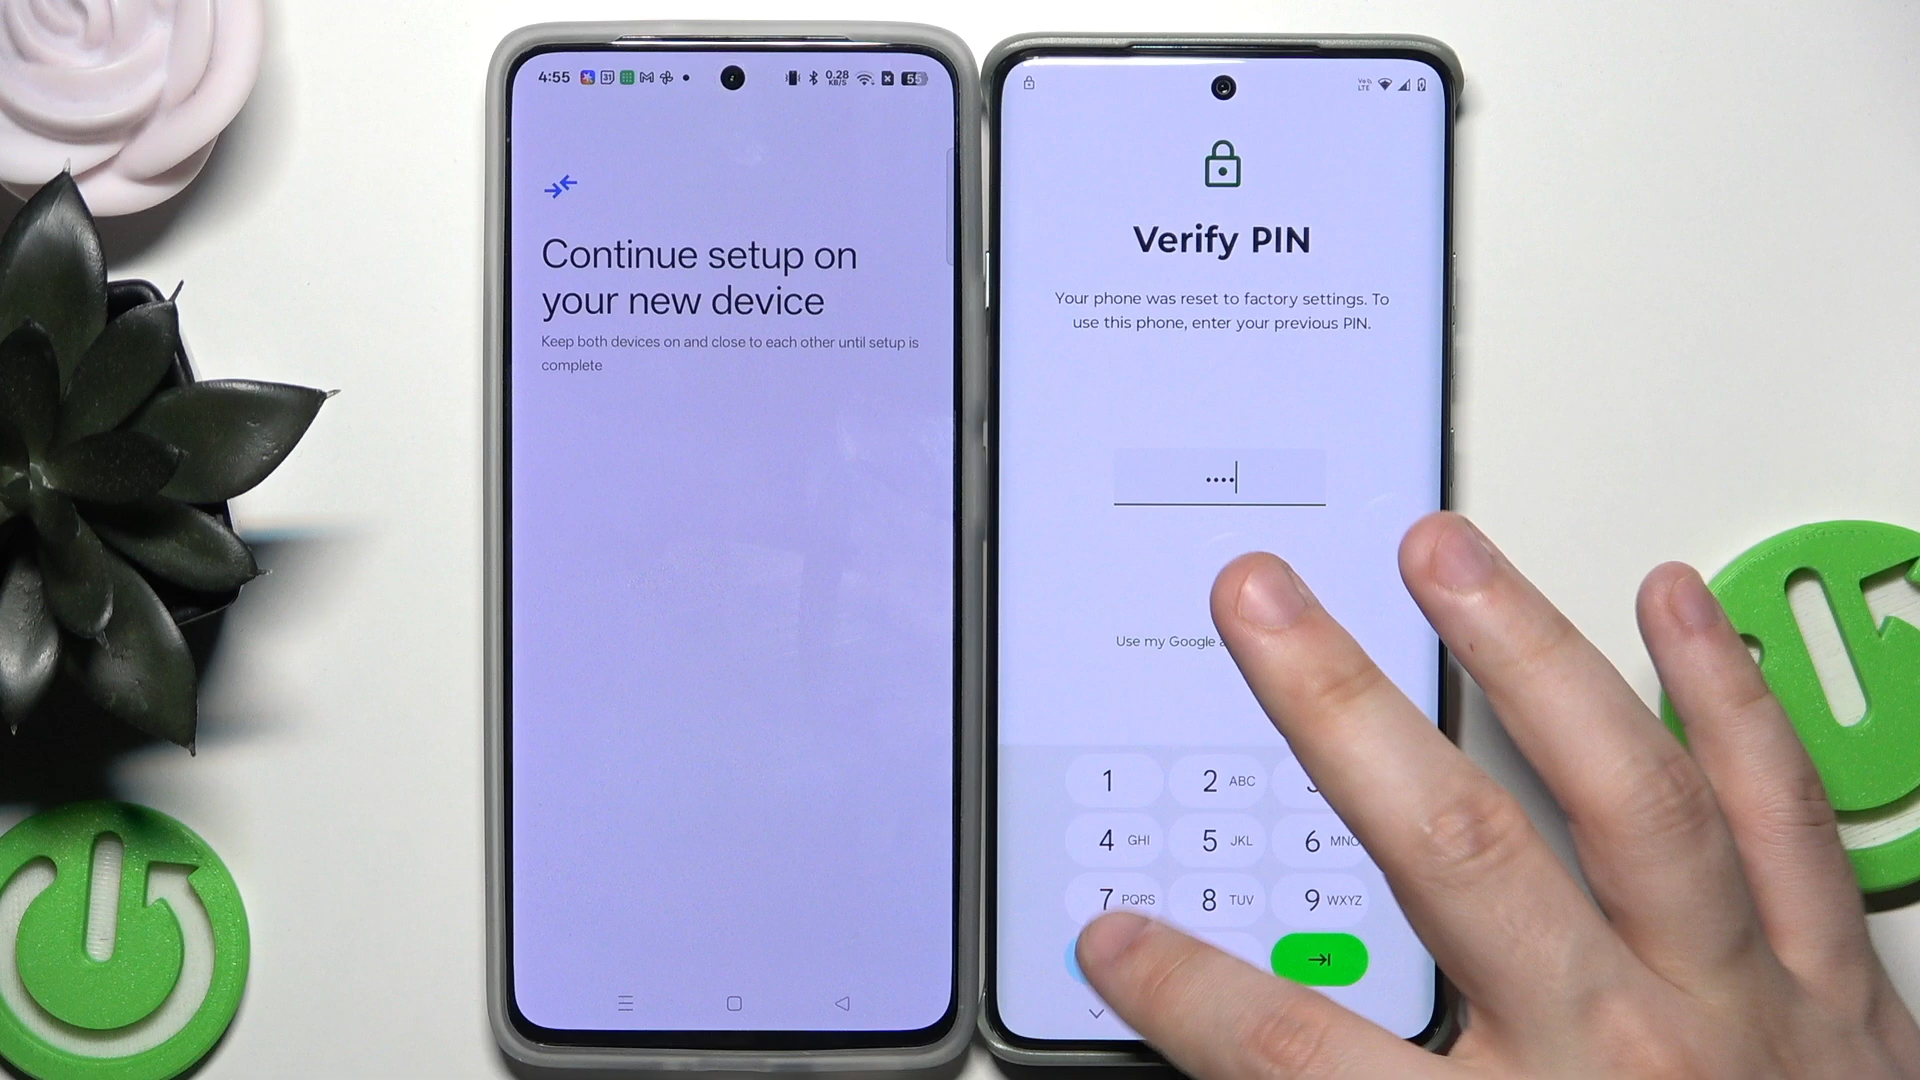 4:55 31 0.28 KB/S 55
Continue setup on
your new device
Keep both devices on and close to each other until setup is
complete
Vo LTE
Verify PIN
Your phone was reset to factory settings. To
use this phone, enter your previous PIN.
••••
Use my Google
1 2 ABC
4 GHI 5 JKL 6 MNO
7 PQRS 8 TUV 9 WXYZ